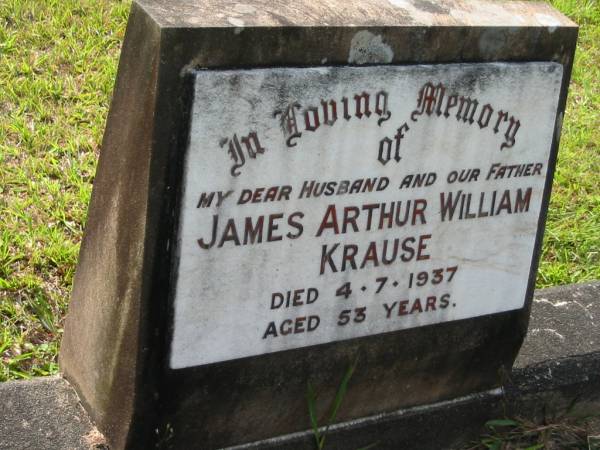 In Loving Memory
of
MY DEAR HUSBAND AND OUR FATHER
JAMES ARTHUR WILLIAM
KRAUSE
DIED 4·7·1937
AGED 53 YEARS.